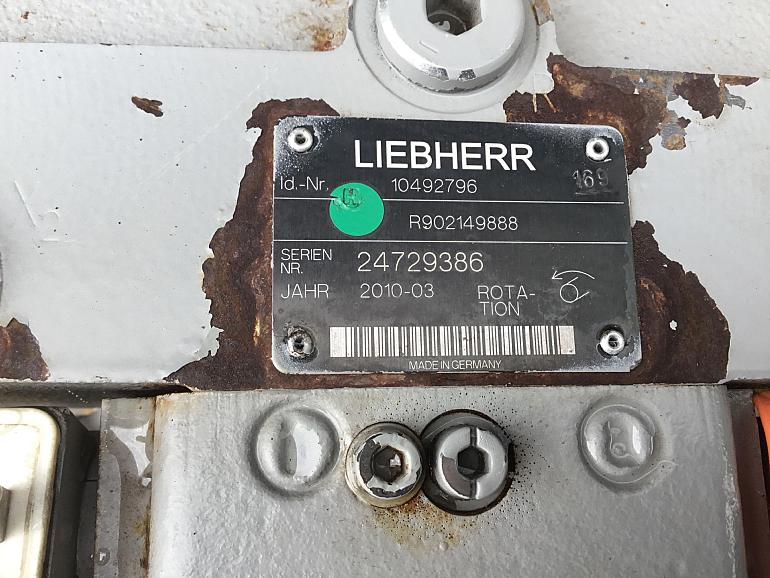 LIEBHERR
Id.-Nr. 10492796 169
R902149888
SERIEN
NR. 24729386
JAHR 2010-03 ROTA-
TION
MADE IN GERMANY